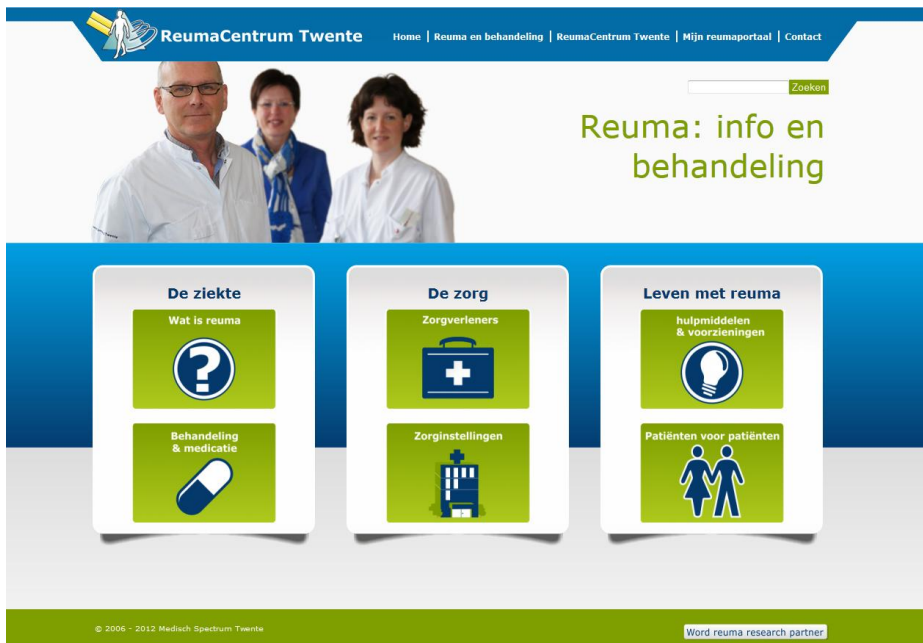 ReumaCentrum Twente
Home | Reuma en behandeling | ReumaCentrum Twente | Mijn reumaportaal | Contact
Zoeken
Reuma: info en
behandeling
De ziekte
Wat is reuma
?
Behandeling
& medicatie
De zorg
Zorgverleners
Zorginstellingen
Leven met reuma
hulpmiddelen
& voorzieningen
Patiënten voor patiënten
© 2006 - 2012 Medisch Spectrum Twente
Word reuma research partner